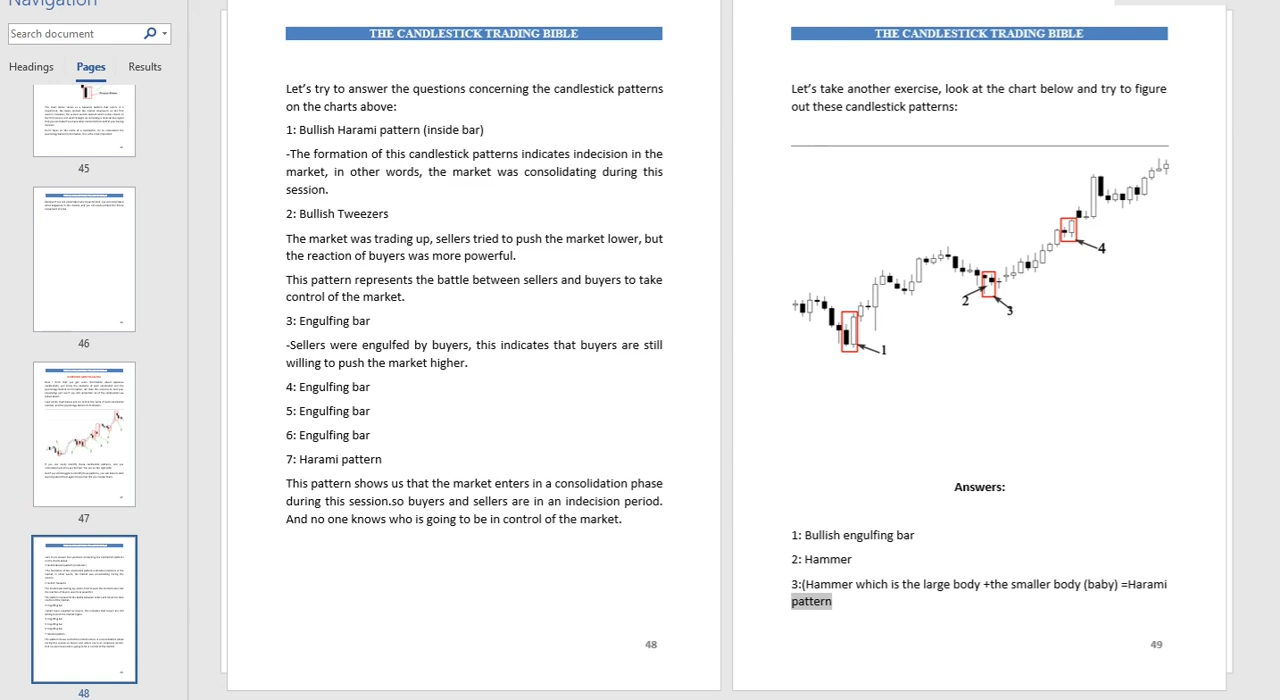 Navigation
Search document
Headings
Pages
Results
45
46
47
48
THE CANDLESTICK TRADING BIBLE
Let's try to answer the questions concerning the candlestick patterns
on the charts above:
1: Bullish Harami pattern (inside bar)
-The formation of this candlestick patterns indicates indecision in the
market, in other words, the market was consolidating during this
session.
2: Bullish Tweezers
The market was trading up, sellers tried to push the market lower, but
the reaction of buyers was more powerful.
This pattern represents the battle between sellers and buyers to take
control of the market.
3: Engulfing bar
-Sellers were engulfed by buyers, this indicates that buyers are still
willing to push the market higher.
4: Engulfing bar
5: Engulfing bar
6: Engulfing bar
7: Harami pattern
This pattern shows us that the market enters in a consolidation phase
during this session.so buyers and sellers are in an indecision period.
And no one knows who is going to be in control of the market.
48
THE CANDLESTICK TRADING BIBLE
Let's take another exercise, look at the chart below and try to figure
out these candlestick patterns:
4
2
3
1
Answers:
1: Bullish engulfing bar
2: Hammer
3:(Hammer which is the large body +the smaller body (baby) =Harami
pattern
49